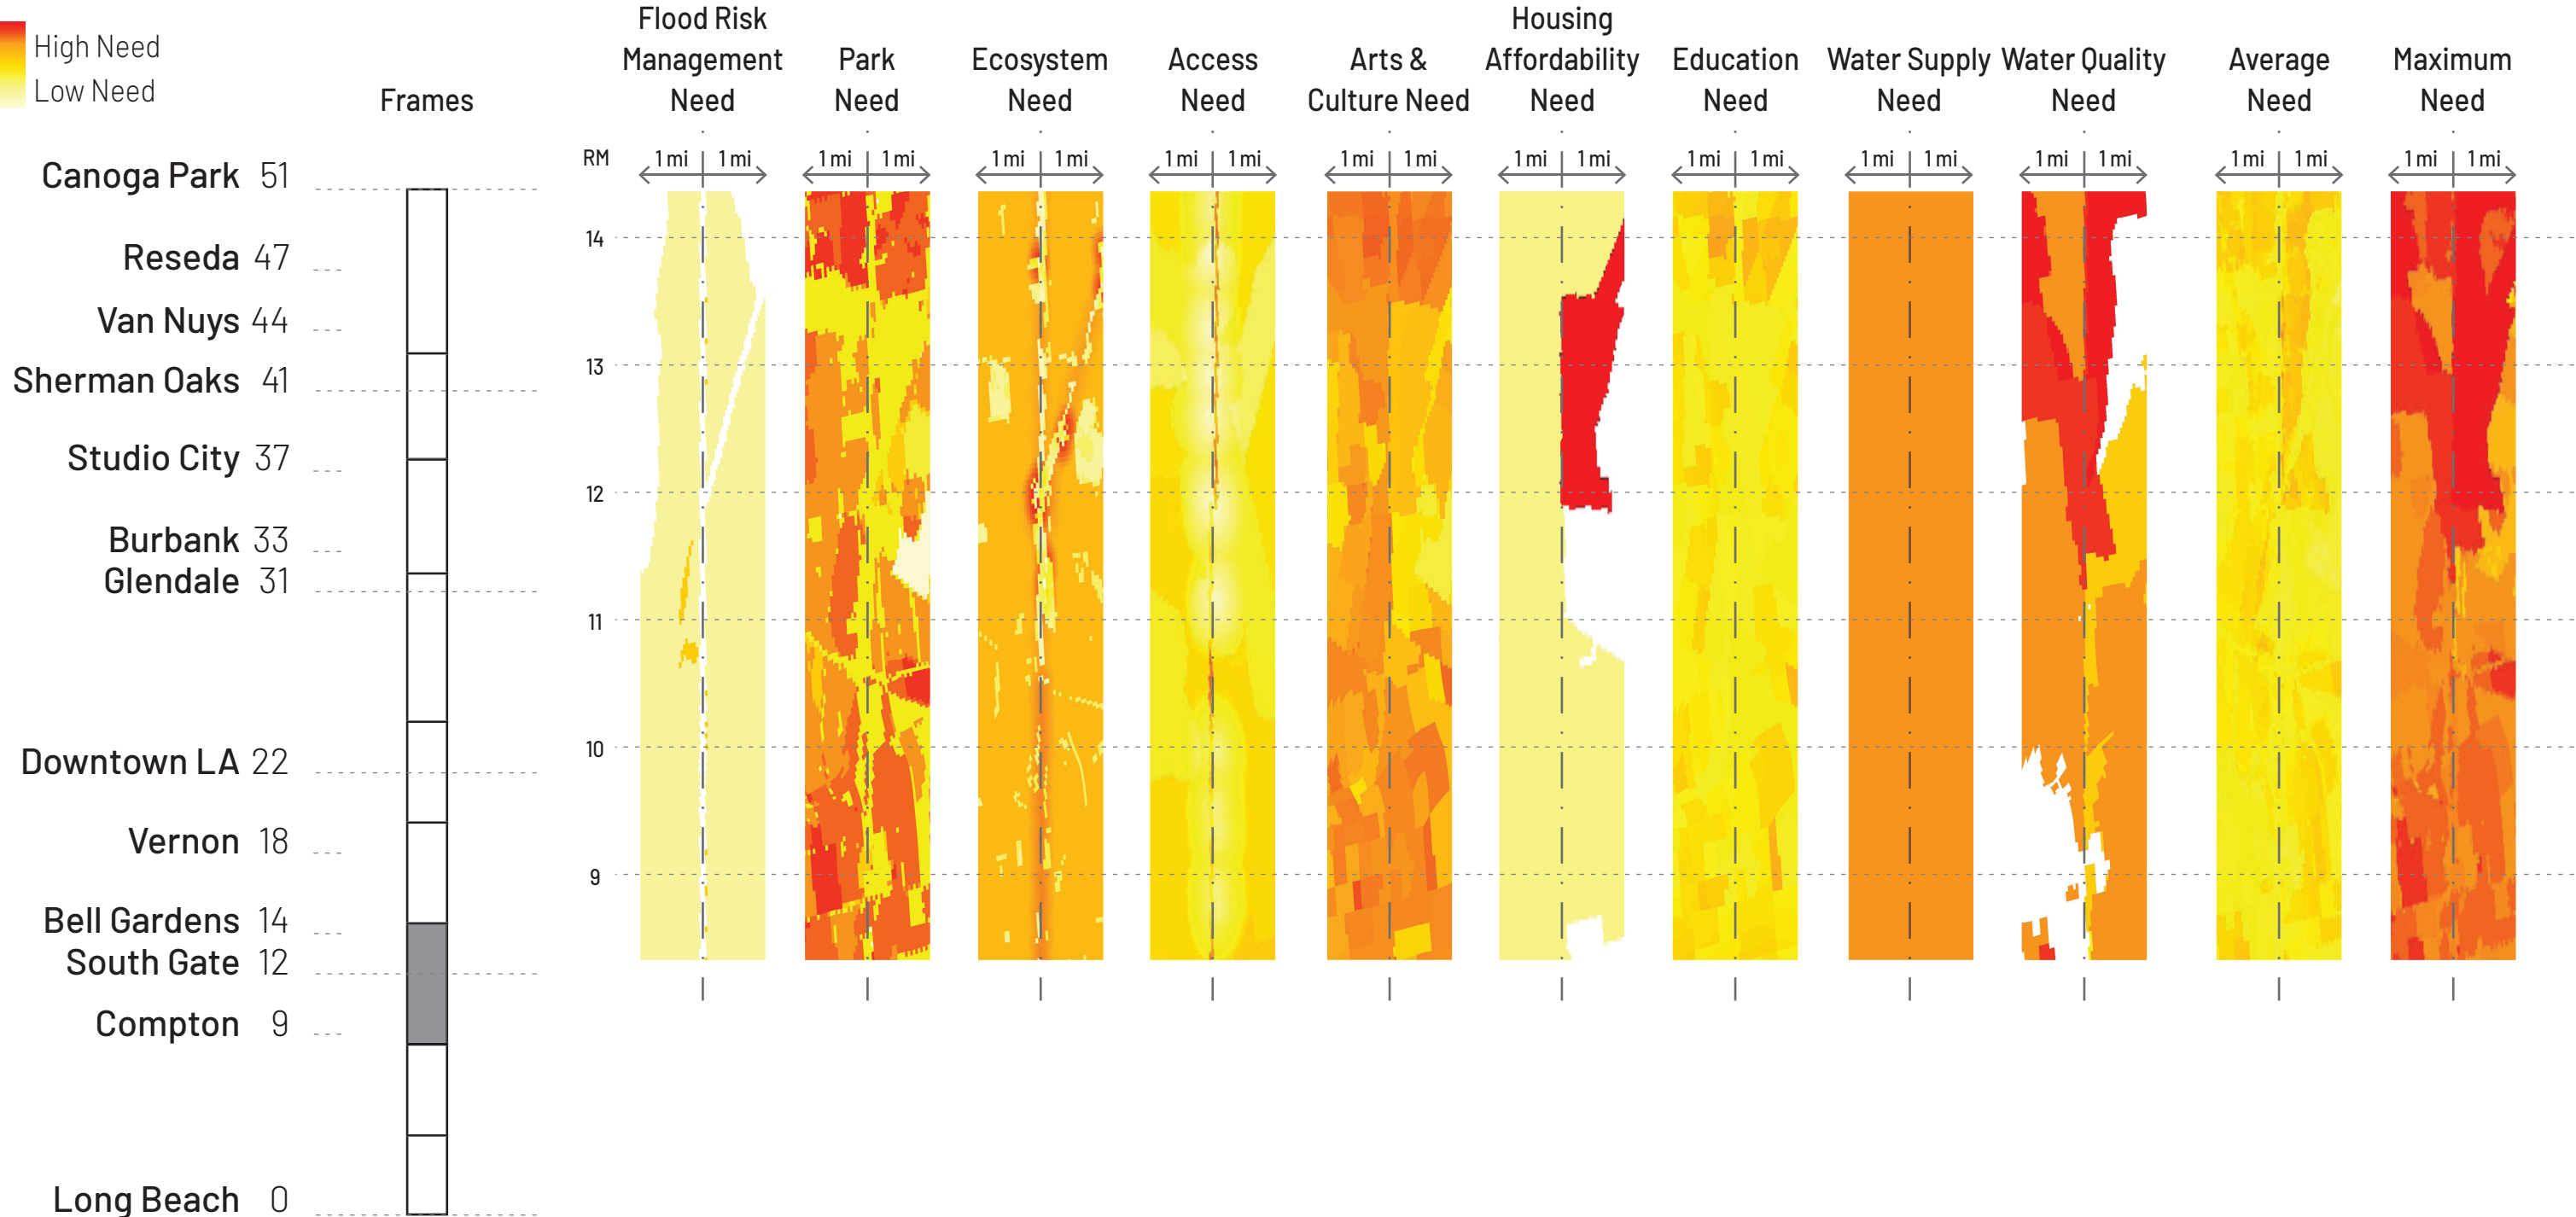 High Need
Low Need
Frames
Flood Risk
Management
Need
Park
Need
Ecosystem
Need
Access
Need
Arts &
Culture Need
Housing
Affordability
Need
Education
Need
Water Supply
Need
Water Quality
Need
Average
Need
Maximum
Need
RM
1 mi 1 mi
1 mi 1 mi
1 mi 1 mi
1 mi 1 mi
1 mi 1 mi
1 mi 1 mi
1 mi 1 mi
1 mi 1 mi
1 mi 1 mi
1 mi 1 mi
1 mi 1 mi
Canoga Park 51
Reseda 47
Van Nuys 44
Sherman Oaks 41
Studio City 37
Burbank 33
Glendale 31
Downtown LA 22
Vernon 18
Bell Gardens 14
South Gate 12
Compton 9
Long Beach 0
14
13
12
11
10
9